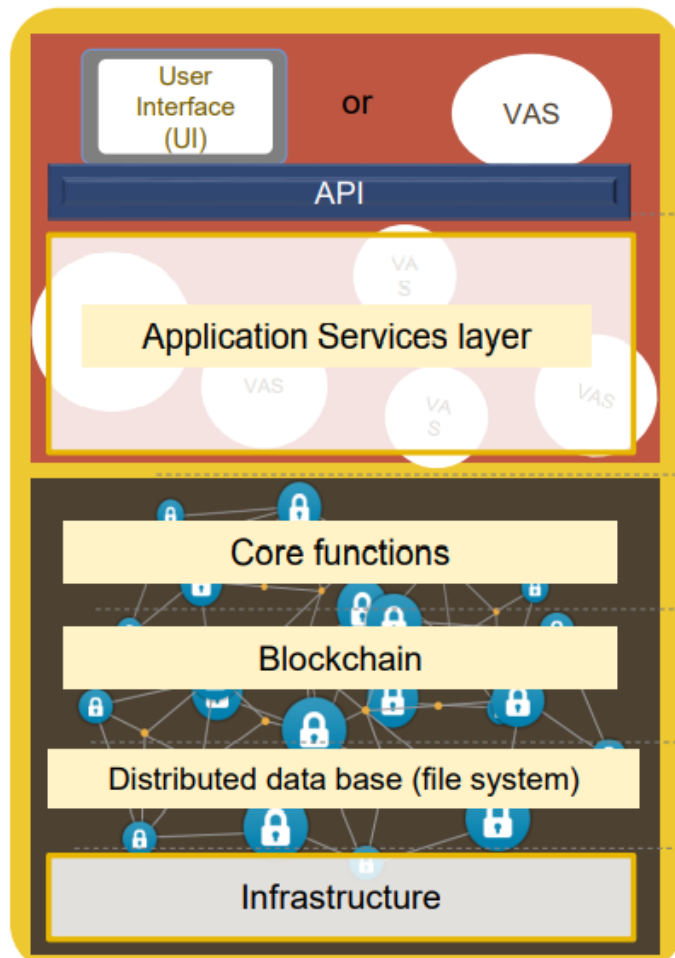 User
Interface
(UI)
or
VAS
API
VA
S
Application Services layer
VAS
VA
S
VAS
Core functions
Blockchain
Distributed data base (file system)
Infrastructure